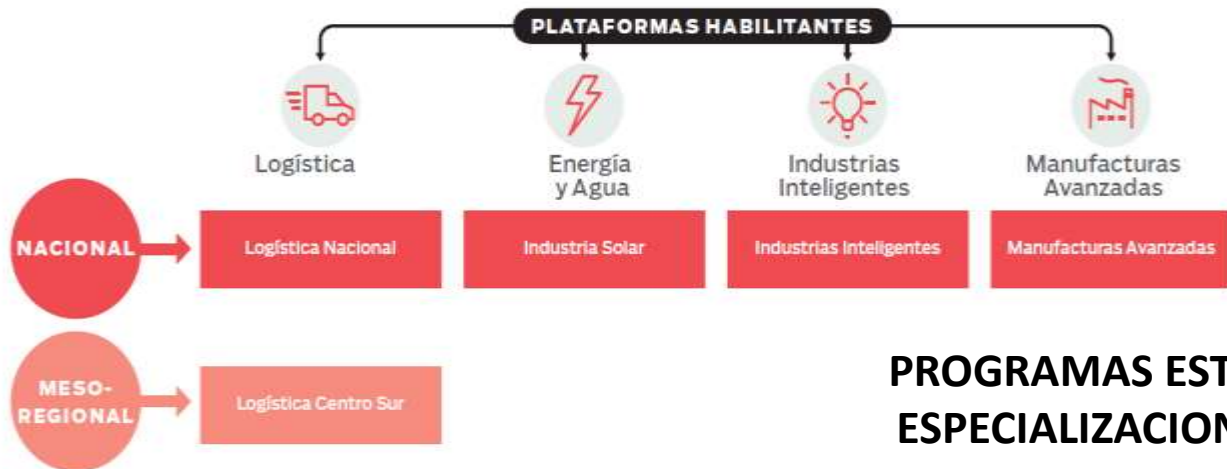 PLATAFORMAS HABILITANTES
Logística
Energía
y Agua
Industrias
Inteligentes
Manufacturas
Avanzadas
NACIONAL
Logística Nacional
Industria Solar
Industrias Inteligentes
Manufacturas Avanzadas
MESO-
REGIONAL
Logística Centro Sur
PROGRAMAS EST
ESPECIALIZACION